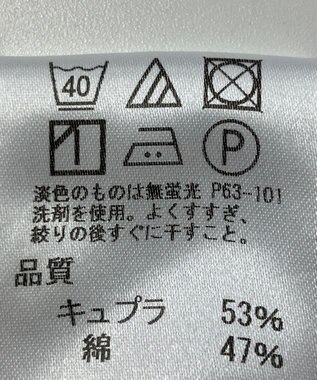 40
P
淡色のものは無蛍光 P63-101
洗剤を使用。よくすすぎ、
絞りの後すぐに干すこと。
品質
キュプラ 53%
綿 47%